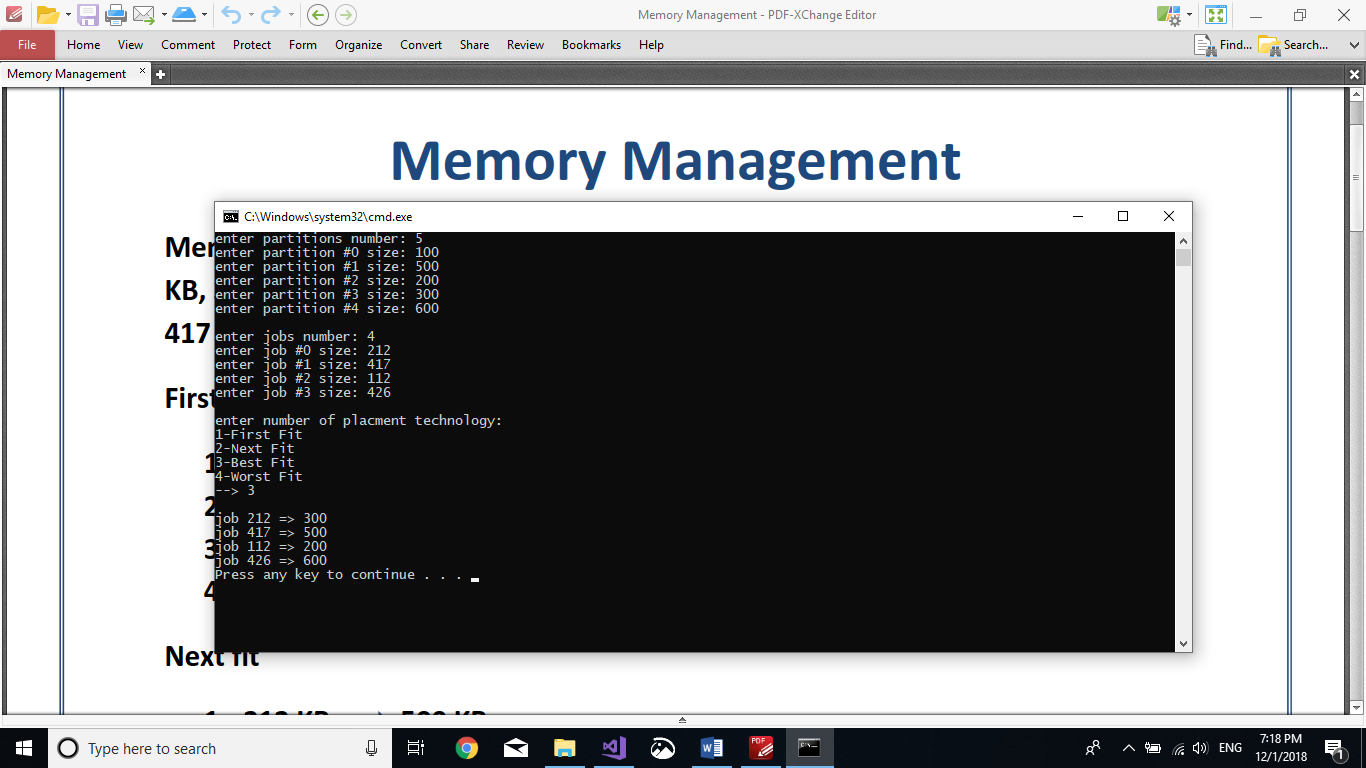 Memory Management - PDF-XChange Editor
File Home View Comment Protect Form Organize Convert Share Review Bookmarks Help Find... Search...
Memory Management
Memory Management
KB,
417
First
Next fit
C:\Windows\system32\cmd.exe
enter partitions number: 5
enter partition #0 size: 100
enter partition #1 size: 500
enter partition #2 size: 200
enter partition #3 size: 300
enter partition #4 size: 600
enter jobs number: 4
enter job #0 size: 212
enter job #1 size: 417
enter job #2 size: 112
enter job #3 size: 426
enter number of placment technology:
1-First Fit
2-Next Fit
3-Best Fit
4-Worst Fit
--> 3
job 212 => 300
job 417 => 500
job 112 => 200
job 426 => 600
Press any key to continue . . .
Type here to search
PDF
ENG
7:18 PM
12/1/2018
1